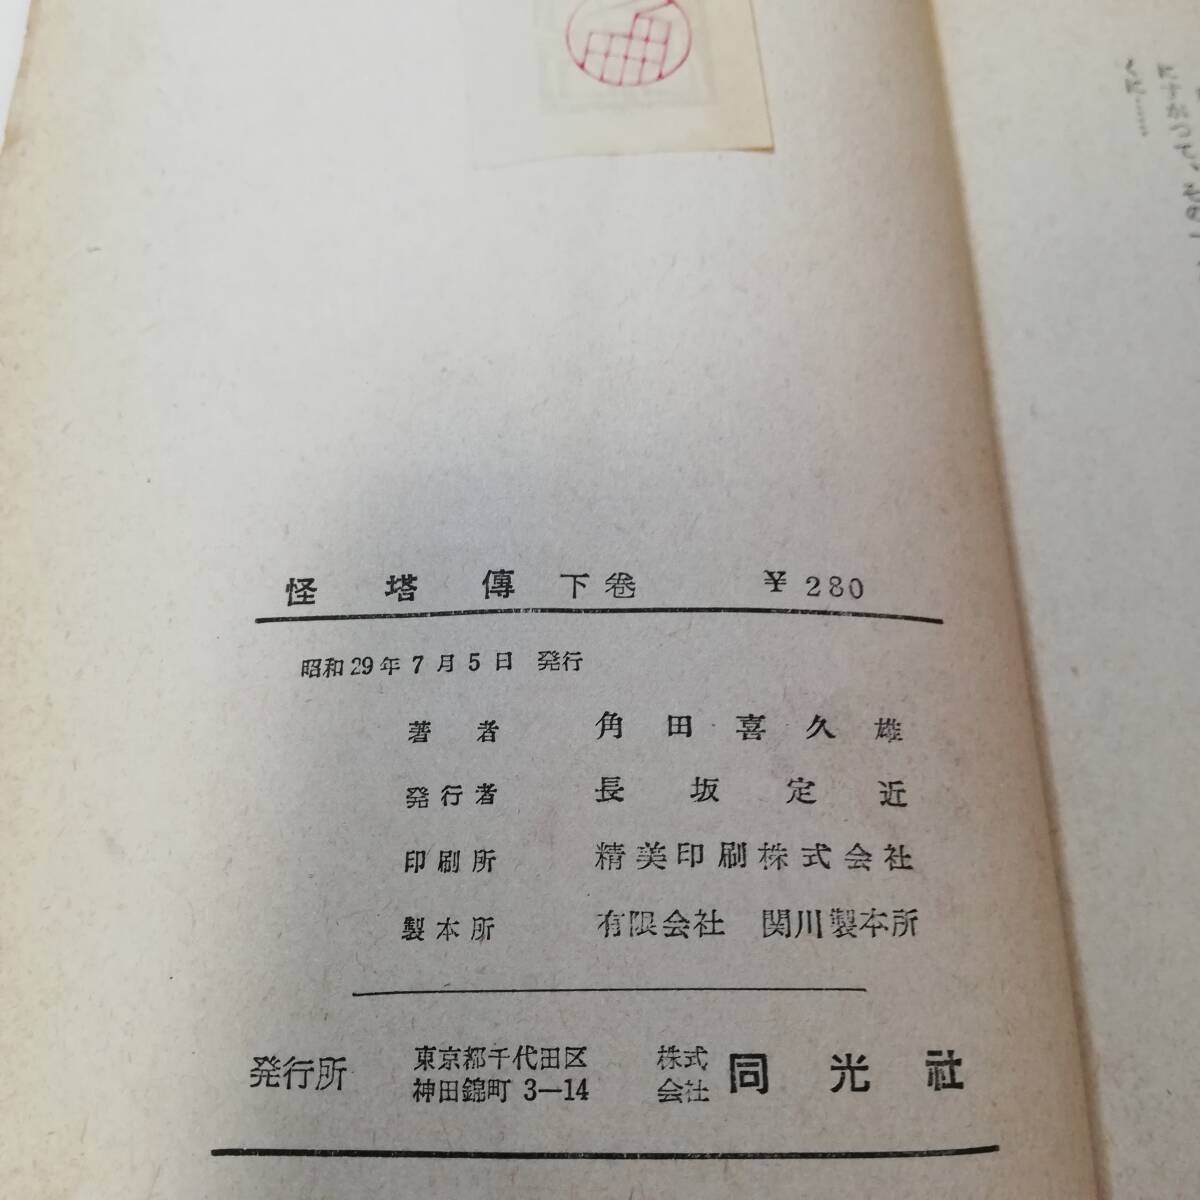 怪塔傳 下巻 ¥280
昭和29年7月5日 発行
著者 角田喜久雄
発行者 長坂定近
印刷所 精美印刷株式会社
製本所 有限会社 関川製本所
発行所 東京都千代田区神田錦町 3—14 株式会社 同光社